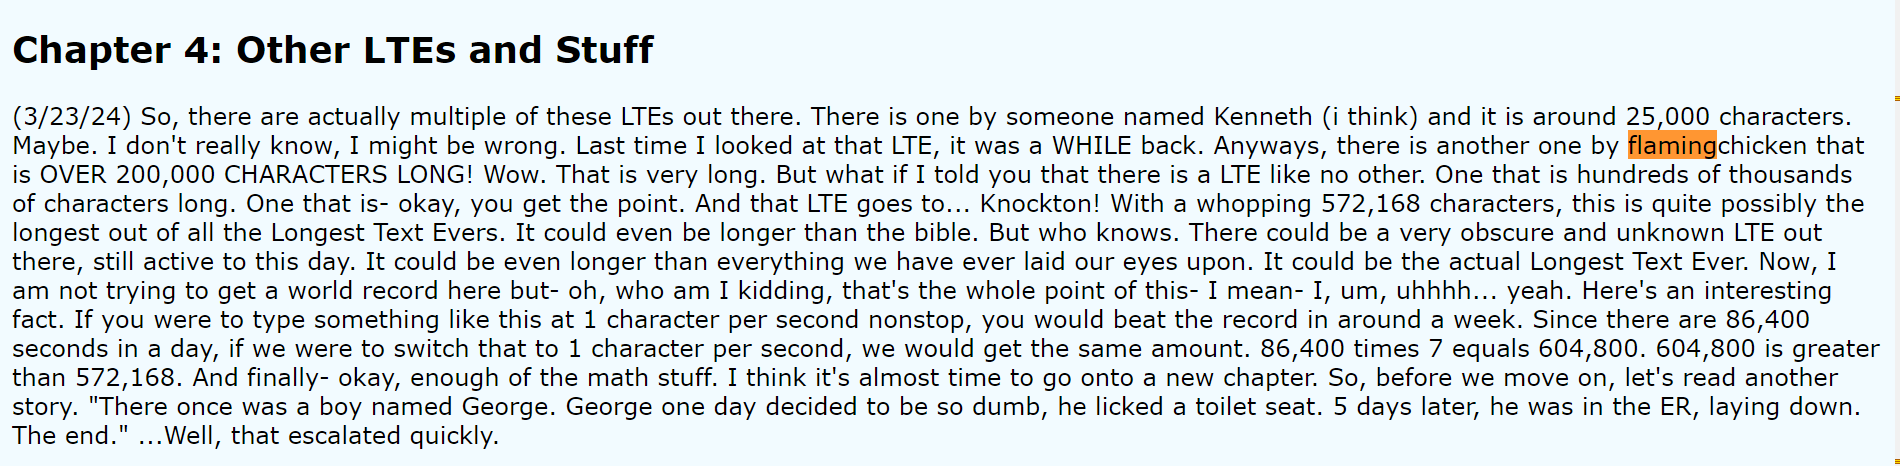 Chapter 4: Other LTEs and Stuff
(3/23/24) So, there are actually multiple of these LTEs out there. There is one by someone named Kenneth (i think) and it is around 25,000 characters.
Maybe. I don't really know, I might be wrong. Last time I looked at that LTE, it was a WHILE back. Anyways, there is another one by flamingchicken that
is OVER 200,000 CHARACTERS LONG! Wow. That is very long. But what if I told you that there is a LTE like no other. One that is hundreds of thousands
of characters long. One that is- okay, you get the point. And that LTE goes to... Knockton! With a whopping 572,168 characters, this is quite possibly the
longest out of all the Longest Text Evers. It could even be longer than the bible. But who knows. There could be a very obscure and unknown LTE out
there, still active to this day. It could be even longer than everything we have ever laid our eyes upon. It could be the actual Longest Text Ever. Now, I
am not trying to get a world record here but- oh, who am I kidding, that's the whole point of this- I mean- I, um, uhhhh... yeah. Here's an interesting
fact. If you were to type something like this at 1 character per second nonstop, you would beat the record in around a week. Since there are 86,400
seconds in a day, if we were to switch that to 1 character per second, we would get the same amount. 86,400 times 7 equals 604,800. 604,800 is greater
than 572,168. And finally- okay, enough of the math stuff. I think it's almost time to go onto a new chapter. So, before we move on, let's read another
story. "There once was a boy named George. George one day decided to be so dumb, he licked a toilet seat. 5 days later, he was in the ER, laying down.
The end." ...Well, that escalated quickly.